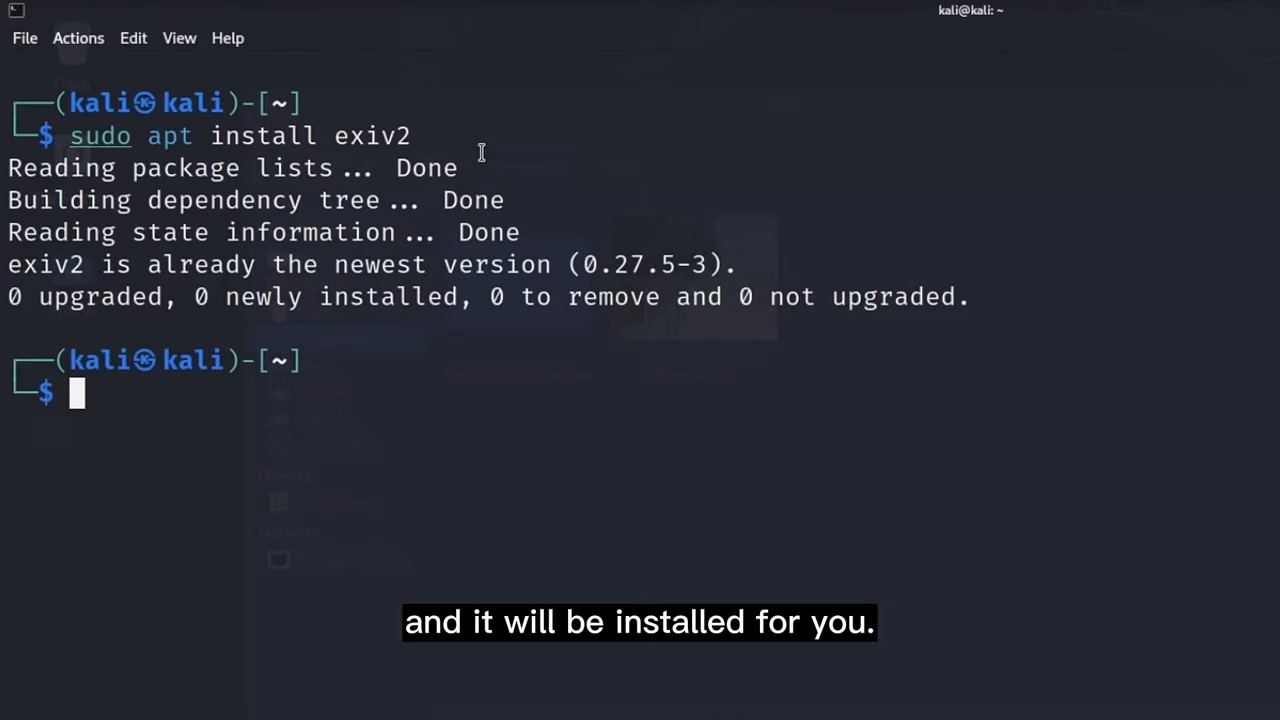 kali@kali: ~
File Actions Edit View Help
┌──(kali㉿kali)-[~]
└─$ sudo apt install exiv2
Reading package lists... Done
Building dependency tree... Done
Reading state information... Done
exiv2 is already the newest version (0.27.5-3).
0 upgraded, 0 newly installed, 0 to remove and 0 not upgraded.
┌──(kali㉿kali)-[~]
└─$
Devices
Network
and it will be installed for you.